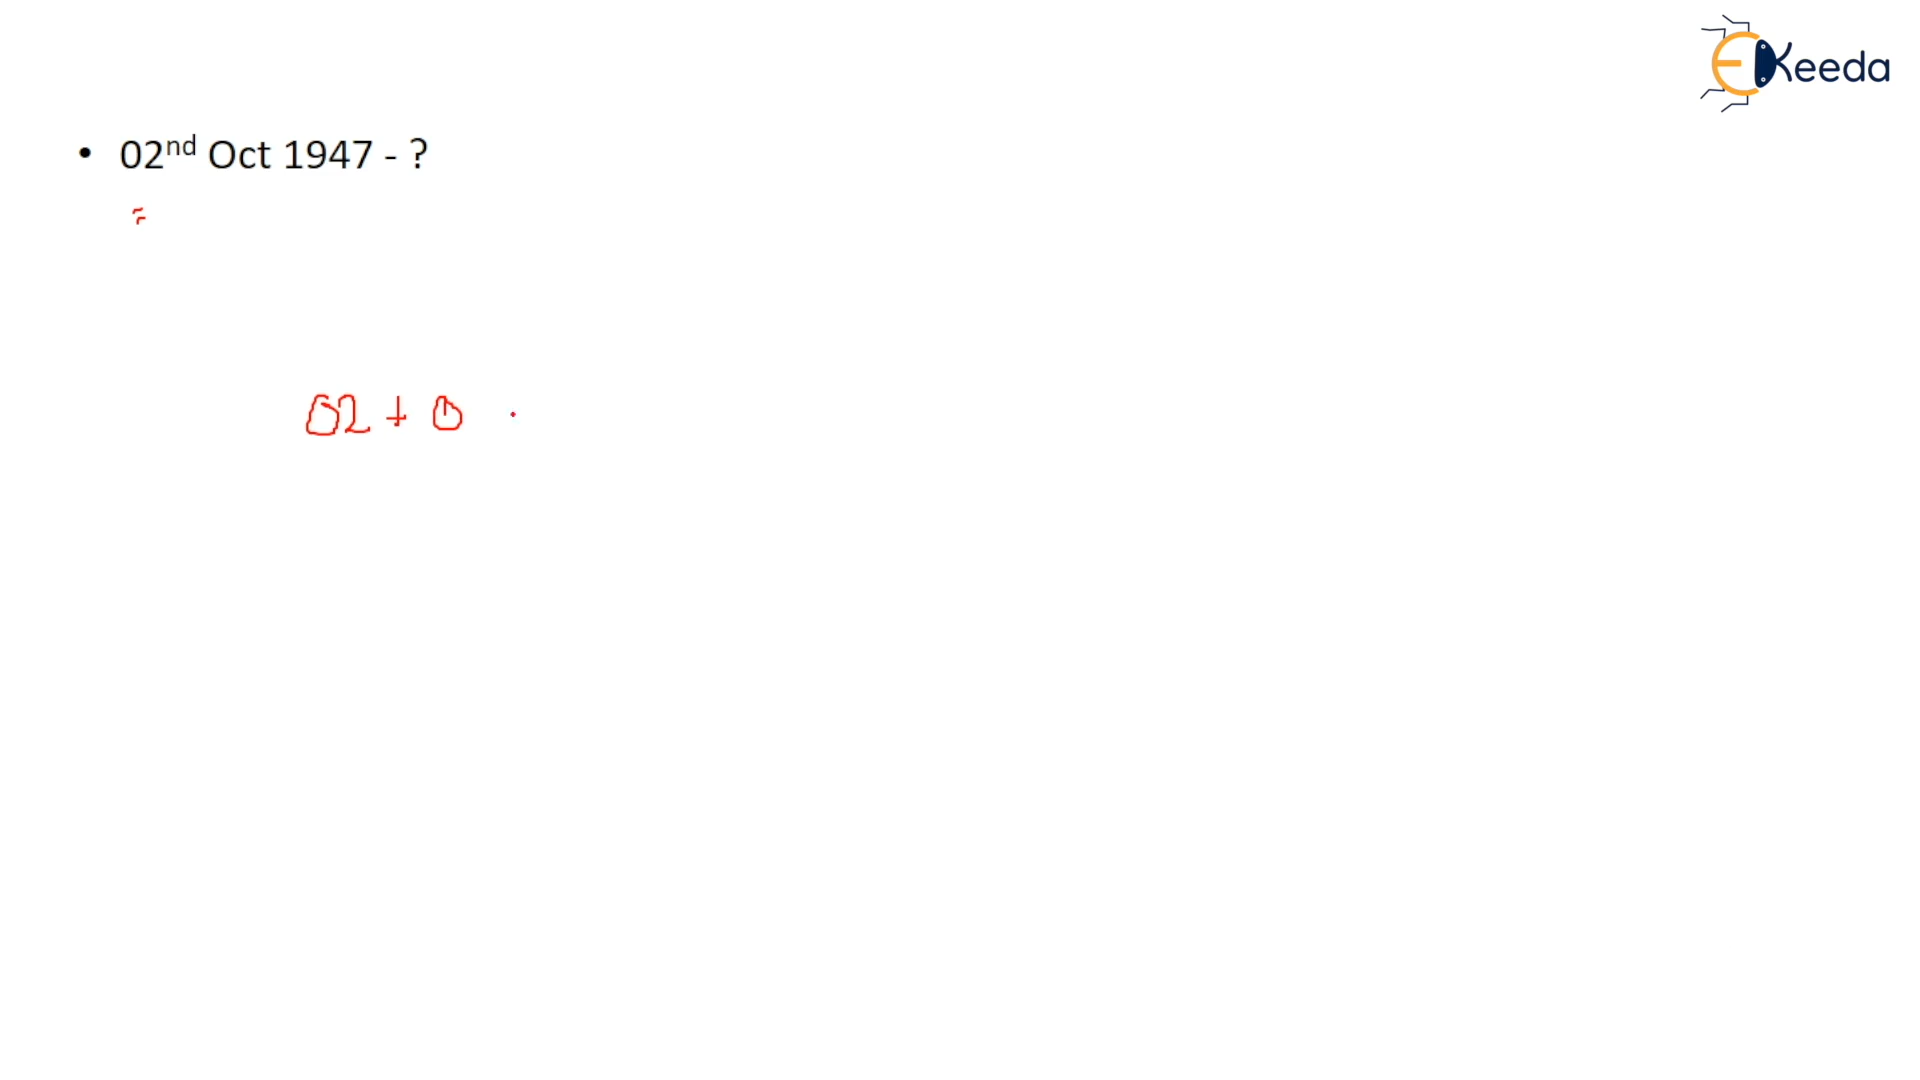 EKeeda
• 02nd Oct 1947 - ?
=
02 + 0 .